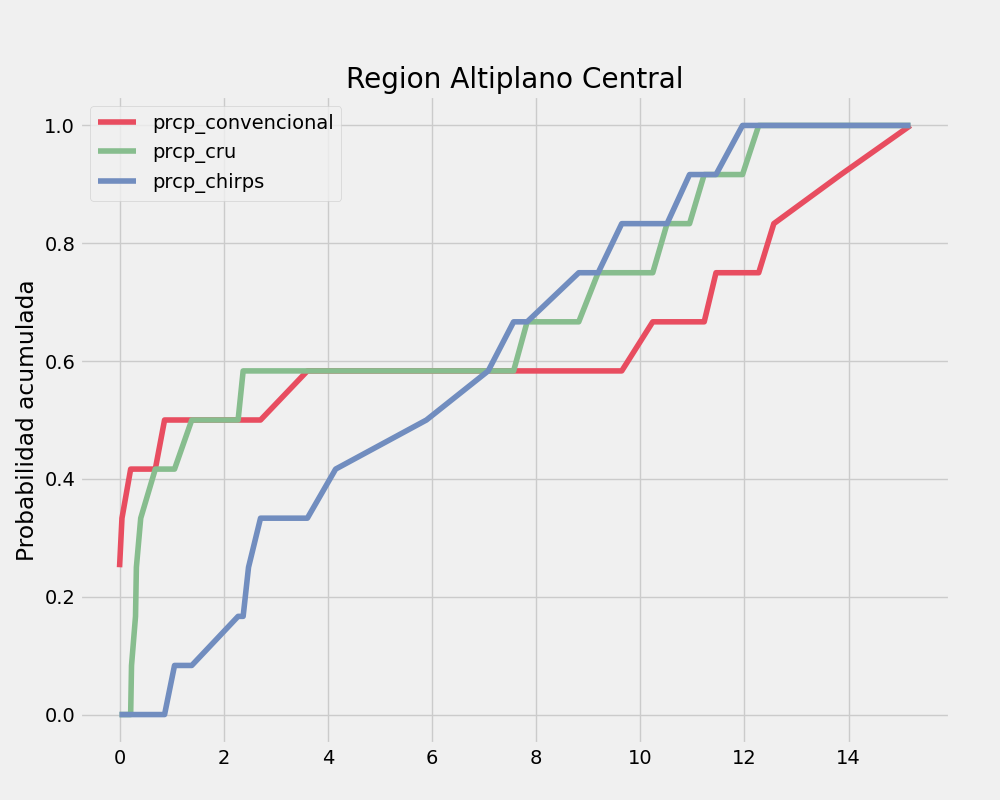 Region Altiplano Central
prcp_convencional
prcp_cru
prcp_chirps
Probabilidad acumulada
1.0
0.8
0.6
0.4
0.2
0.0
0 2 4 6 8 10 12 14